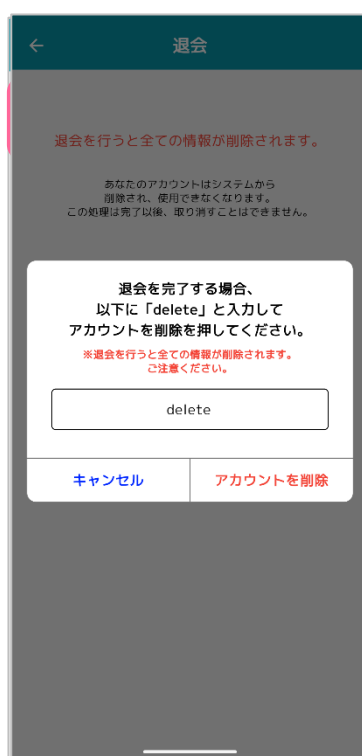 退会
退会を行うと全ての情報が削除されます。
あなたのアカウントはシステムから
削除され、使用できなくなります。
この処理は完了以後、取り消すことはできません。
退会を完了する場合、
以下に「delete」と入力して
アカウントを削除を押してください。
※退会を行うと全ての情報が削除されます。
ご注意ください。
delete
キャンセル
アカウントを削除